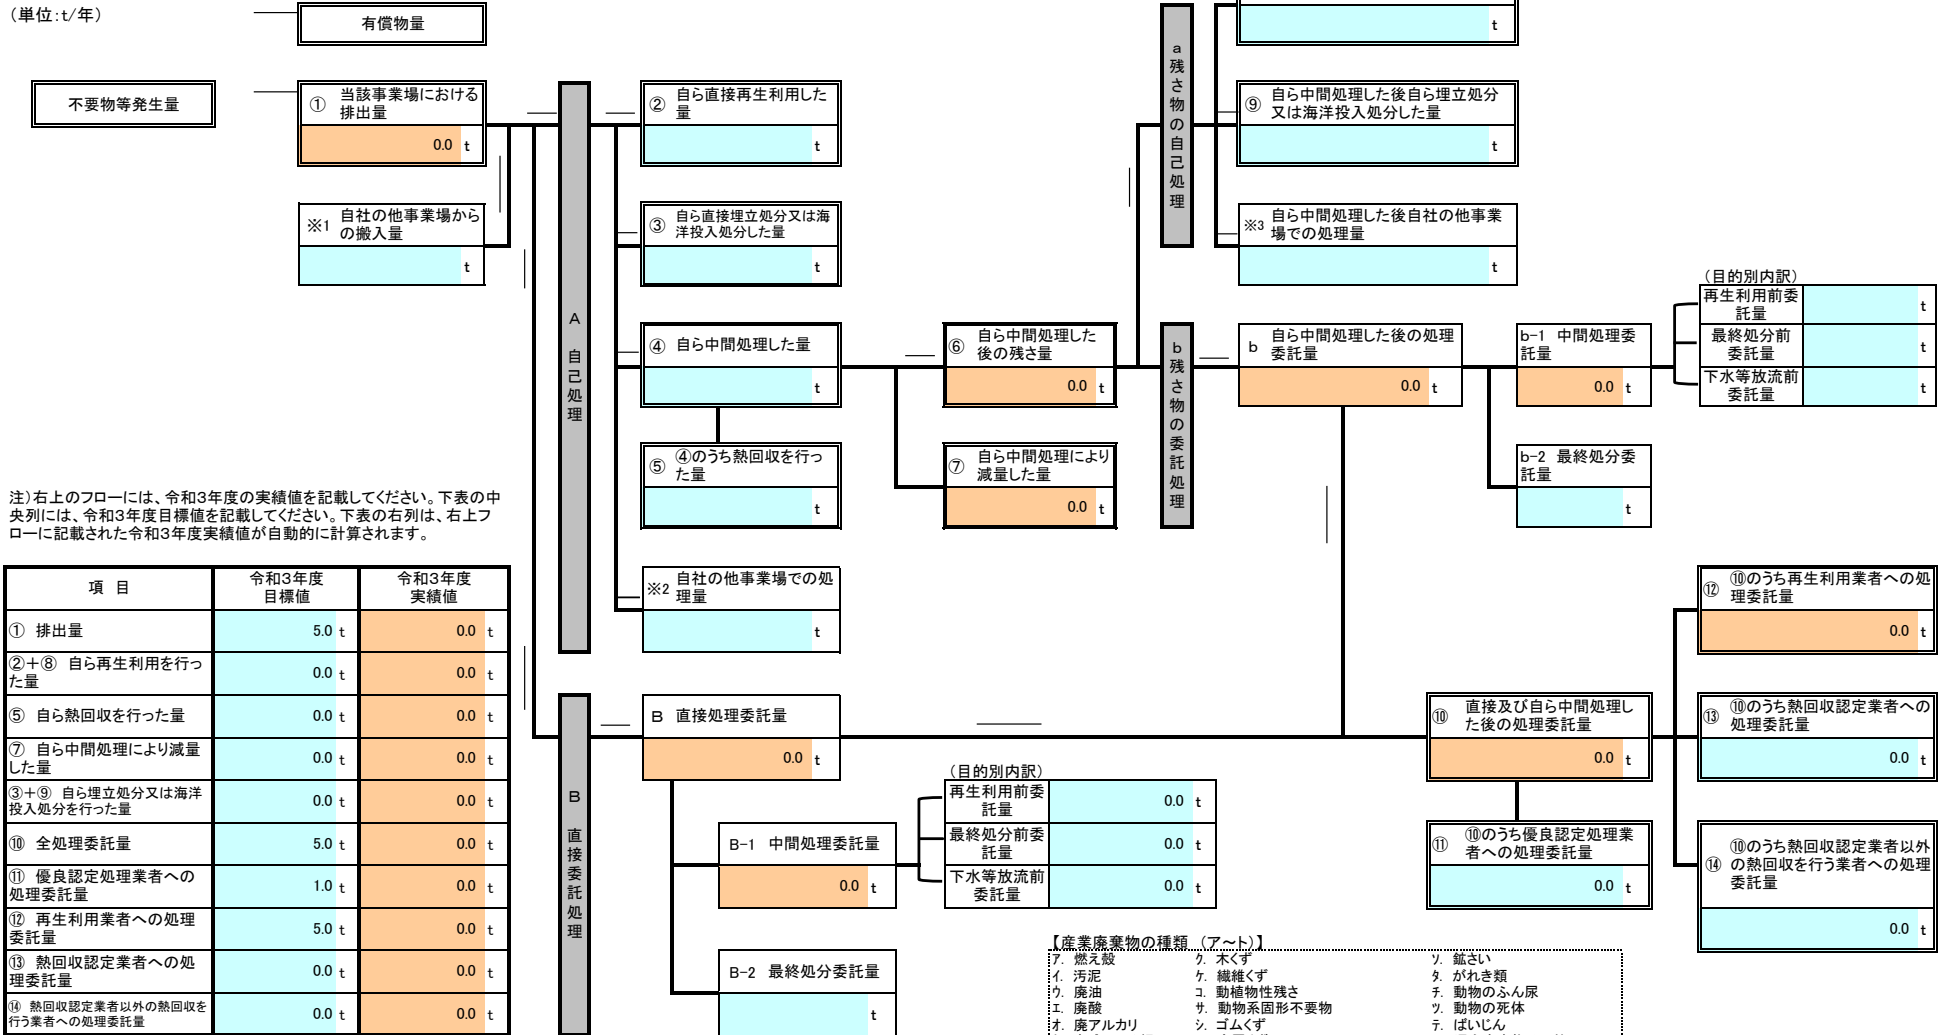 （単位:t/年）
有償物量
t
不要物等発生量
① 当該事業場における
排出量
0.0 t
※1 自社の他事業場から
の搬入量
t
A 自己処理
② 自ら直接再生利用した
量
t
③ 自ら直接埋立処分又は海
洋投入処分した量
t
④ 自ら中間処理した量
t
⑤ ④のうち熱回収を行っ
た量
t
※2 自社の他事業場での処
理量
t
⑥ 自ら中間処理した
後の残さ量
0.0 t
⑦ 自ら中間処理により
減量した量
0.0 t
a 残さ物の自己処理
⑨ 自ら中間処理した後自ら埋立処分
又は海洋投入処分した量
t
※3 自ら中間処理した後自社の他事業
場での処理量
t
b 残さ物の委託処理
b 自ら中間処理した後の処理
委託量
0.0 t
b-1 中間処理委
託量
0.0 t
b-2 最終処分委
託量
t
（目的別内訳）
再生利用前委
託量
t
最終処分前
委託量
t
下水等放流前
委託量
t
注）右上のフローには、令和3年度の実績値を記載してください。下表の中
央列には、令和3年度目標値を記載してください。下表の右列は、右上フ
ローに記載された令和3年度実績値が自動的に計算されます。
項 目 令和3年度
目標値 令和3年度
実績値
① 排出量 5.0 t 0.0 t
②＋⑧ 自ら再生利用を行っ
た量 0.0 t 0.0 t
⑤ 自ら熱回収を行った量 0.0 t 0.0 t
⑦ 自ら中間処理により減量
した量 0.0 t 0.0 t
③＋⑨ 自ら埋立処分又は海洋
投入処分を行った量 0.0 t 0.0 t
⑩ 全処理委託量 5.0 t 0.0 t
⑪ 優良認定処理業者への
処理委託量 1.0 t 0.0 t
⑫ 再生利用業者への処理
委託量 5.0 t 0.0 t
⑬ 熱回収認定業者への処
理委託量 0.0 t 0.0 t
⑭ 熱回収認定業者以外の熱回収を
行う業者への処理委託量 0.0 t 0.0 t
B 直接委託処理
B 直接処理委託量
0.0 t
B-1 中間処理委託量
0.0 t
B-2 最終処分委託量
t
（目的別内訳）
再生利用前委
託量
0.0 t
最終処分前委
託量
0.0 t
下水等放流前
委託量
0.0 t
⑩ 直接及び自ら中間処理し
た後の処理委託量
0.0 t
⑪ ⑩のうち優良認定処理業
者への処理委託量
0.0 t
⑫ ⑩のうち再生利用業者への処
理委託量
0.0 t
⑬ ⑩のうち熱回収認定業者への
処理委託量
0.0 t
⑭ ⑩のうち熱回収認定業者以外
の熱回収を行う業者への処理
委託量
0.0 t
【産業廃棄物の種類 （ア～ト）】
ア. 燃え殻 ク. 木くず ソ. 鉱さい
イ. 汚泥 ケ. 繊維くず タ. がれき類
ウ. 廃油 コ. 動植物性残さ チ. 動物のふん尿
エ. 廃酸 サ. 動物系固形不要物 ツ. 動物の死体
オ. 廃アルカリ シ. ゴムくず テ. ばいじん